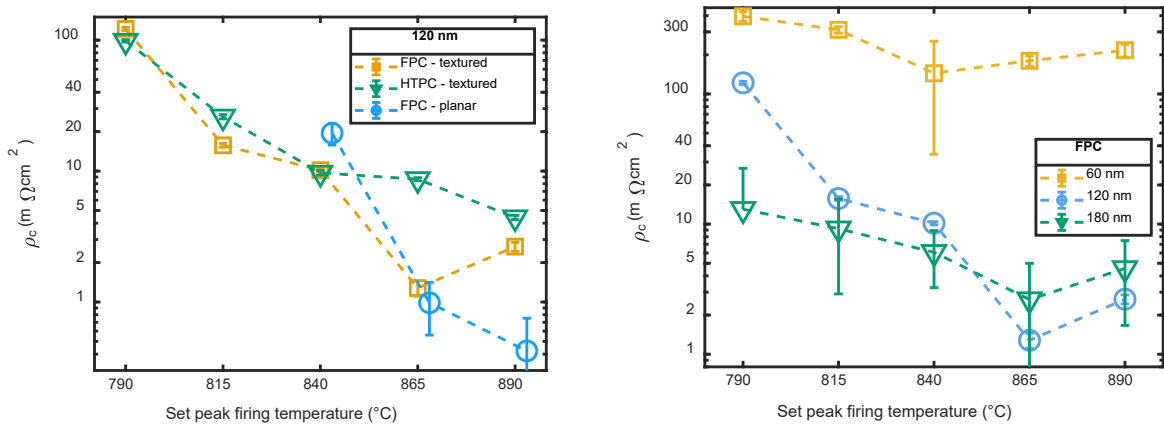 120 nm
FPC - textured
HTPC - textured
FPC - planar
100
40
20
10
5
2
1
ρc (m Ωcm 2 )
790
815
840
865
890
Set peak firing temperature (°C)
FPC
60 nm
120 nm
180 nm
300
100
40
20
10
5
2
1
ρc (m Ωcm 2 )
790
815
840
865
890
Set peak firing temperature (°C)